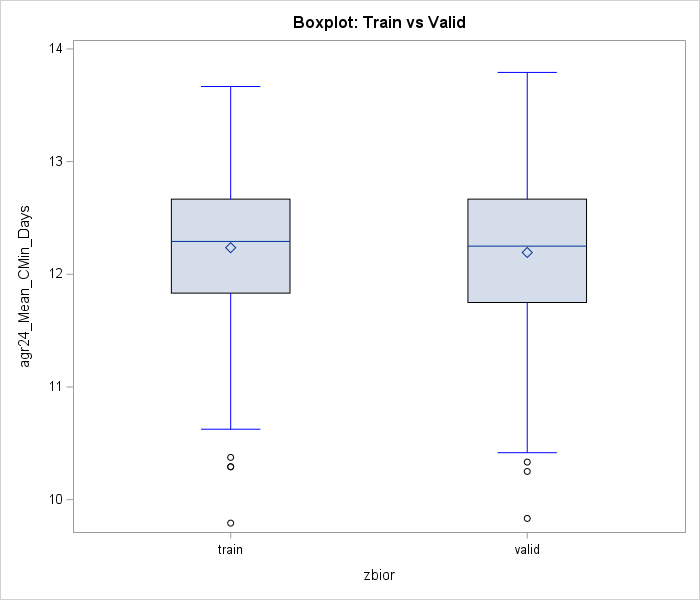 Boxplot: Train vs Valid
14
13
12
11
10
agr24_Mean_CMin_Days
train
valid
zbior